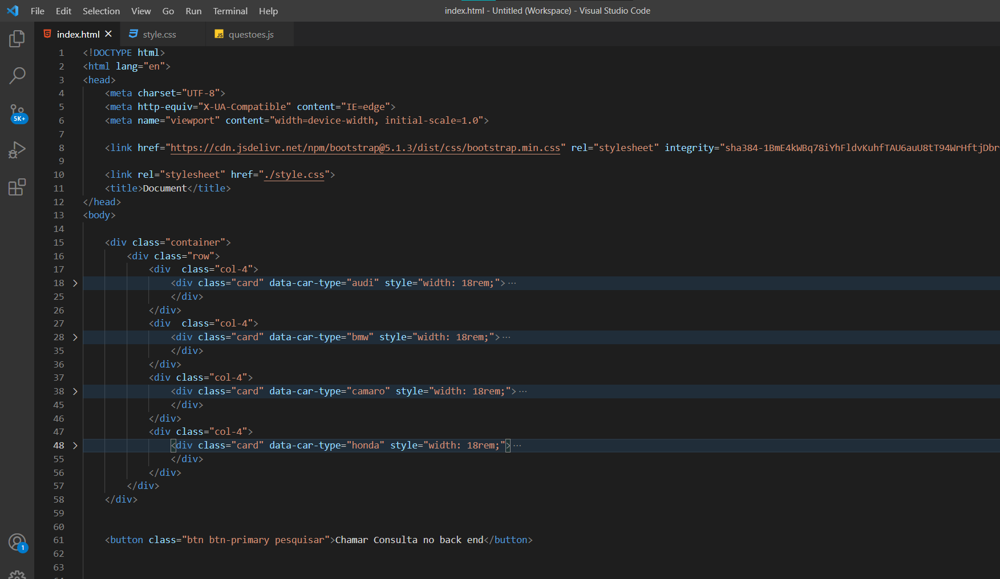 File Edit Selection View Go Run Terminal Help index.html - Untitled (Workspace) - Visual Studio Code
index.html style.css JS questoes.js
1 <!DOCTYPE html>
2 <html lang="en">
3 <head>
4 <meta charset="UTF-8">
5 <meta http-equiv="X-UA-Compatible" content="IE=edge">
6 <meta name="viewport" content="width=device-width, initial-scale=1.0">
7
8 <link href="https://cdn.jsdelivr.net/npm/bootstrap@5.1.3/dist/css/bootstrap.min.css" rel="stylesheet" integrity="sha384-1BmE4kWBq78iYhFldvKuhfTAU6auU8tT94WrHftjDbr
9
10 <link rel="stylesheet" href="./style.css">
11 <title>Document</title>
12 </head>
13 <body>
14
15 <div class="container">
16 <div class="row">
17 <div  class="col-4">
18 <div class="card" data-car-type="audi" style="width: 18rem;">···
25 </div>
26 </div>
27 <div  class="col-4">
28 <div class="card" data-car-type="bmw" style="width: 18rem;">···
35 </div>
36 </div>
37 <div class="col-4">
38 <div class="card" data-car-type="camaro" style="width: 18rem;">···
45 </div>
46 </div>
47 <div class="col-4">
48 <div class="card" data-car-type="honda" style="width: 18rem;">···
55 </div>
56 </div>
57 </div>
58 </div>
59
60
61 <button class="btn btn-primary pesquisar">Chamar Consulta no back end</button>
62
63
5K+
1